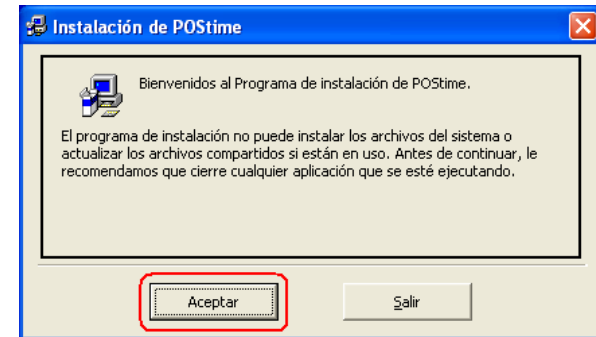 Instalación de POStime
Bienvenidos al Programa de instalación de POStime.
El programa de instalación no puede instalar los archivos del sistema o
actualizar los archivos compartidos si están en uso. Antes de continuar, le
recomendamos que cierre cualquier aplicación que se esté ejecutando.
Aceptar
Salir